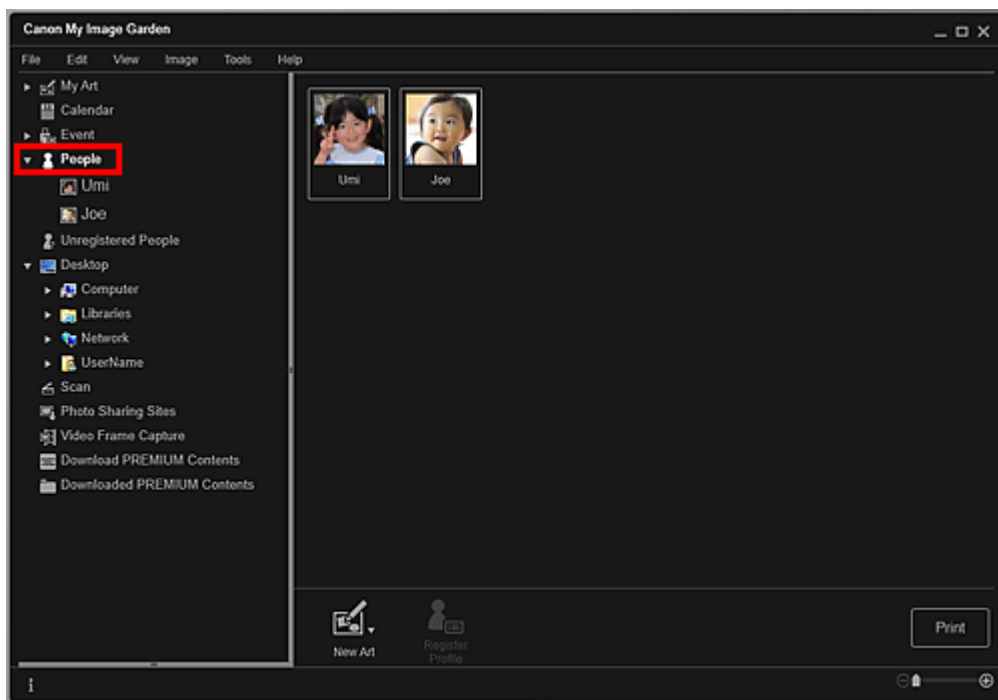 Canon My Image Garden
File Edit View Image Tools Help
My Art
Calendar
Event
People
Umi
Joe
Unregistered People
Desktop
Computer
Libraries
Network
UserName
Scan
Photo Sharing Sites
Video Frame Capture
Download PREMIUM Contents
Downloaded PREMIUM Contents
Umi Joe
New Art
Register
Profile
Print